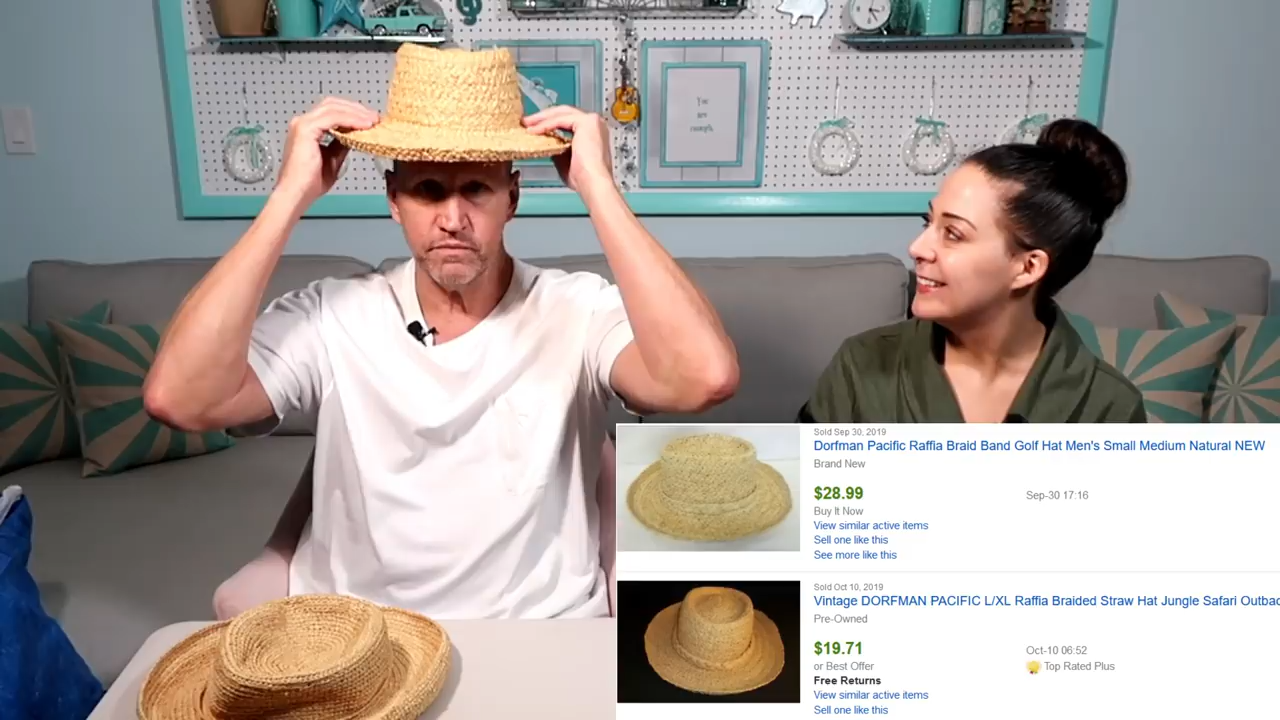 You
are
enough.
Sold Sep 30, 2019
Dorfman Pacific Raffia Braid Band Golf Hat Men's Small Medium Natural NEW
Brand New
$28.99 Sep-30 17:16
Buy It Now
View similar active items
Sell one like this
See more like this
Sold Oct 10, 2019
Vintage DORFMAN PACIFIC L/XL Raffia Braided Straw Hat Jungle Safari Outbac
Pre-Owned
$19.71 Oct-10 06:52
or Best Offer Top Rated Plus
Free Returns
View similar active items
Sell one like this